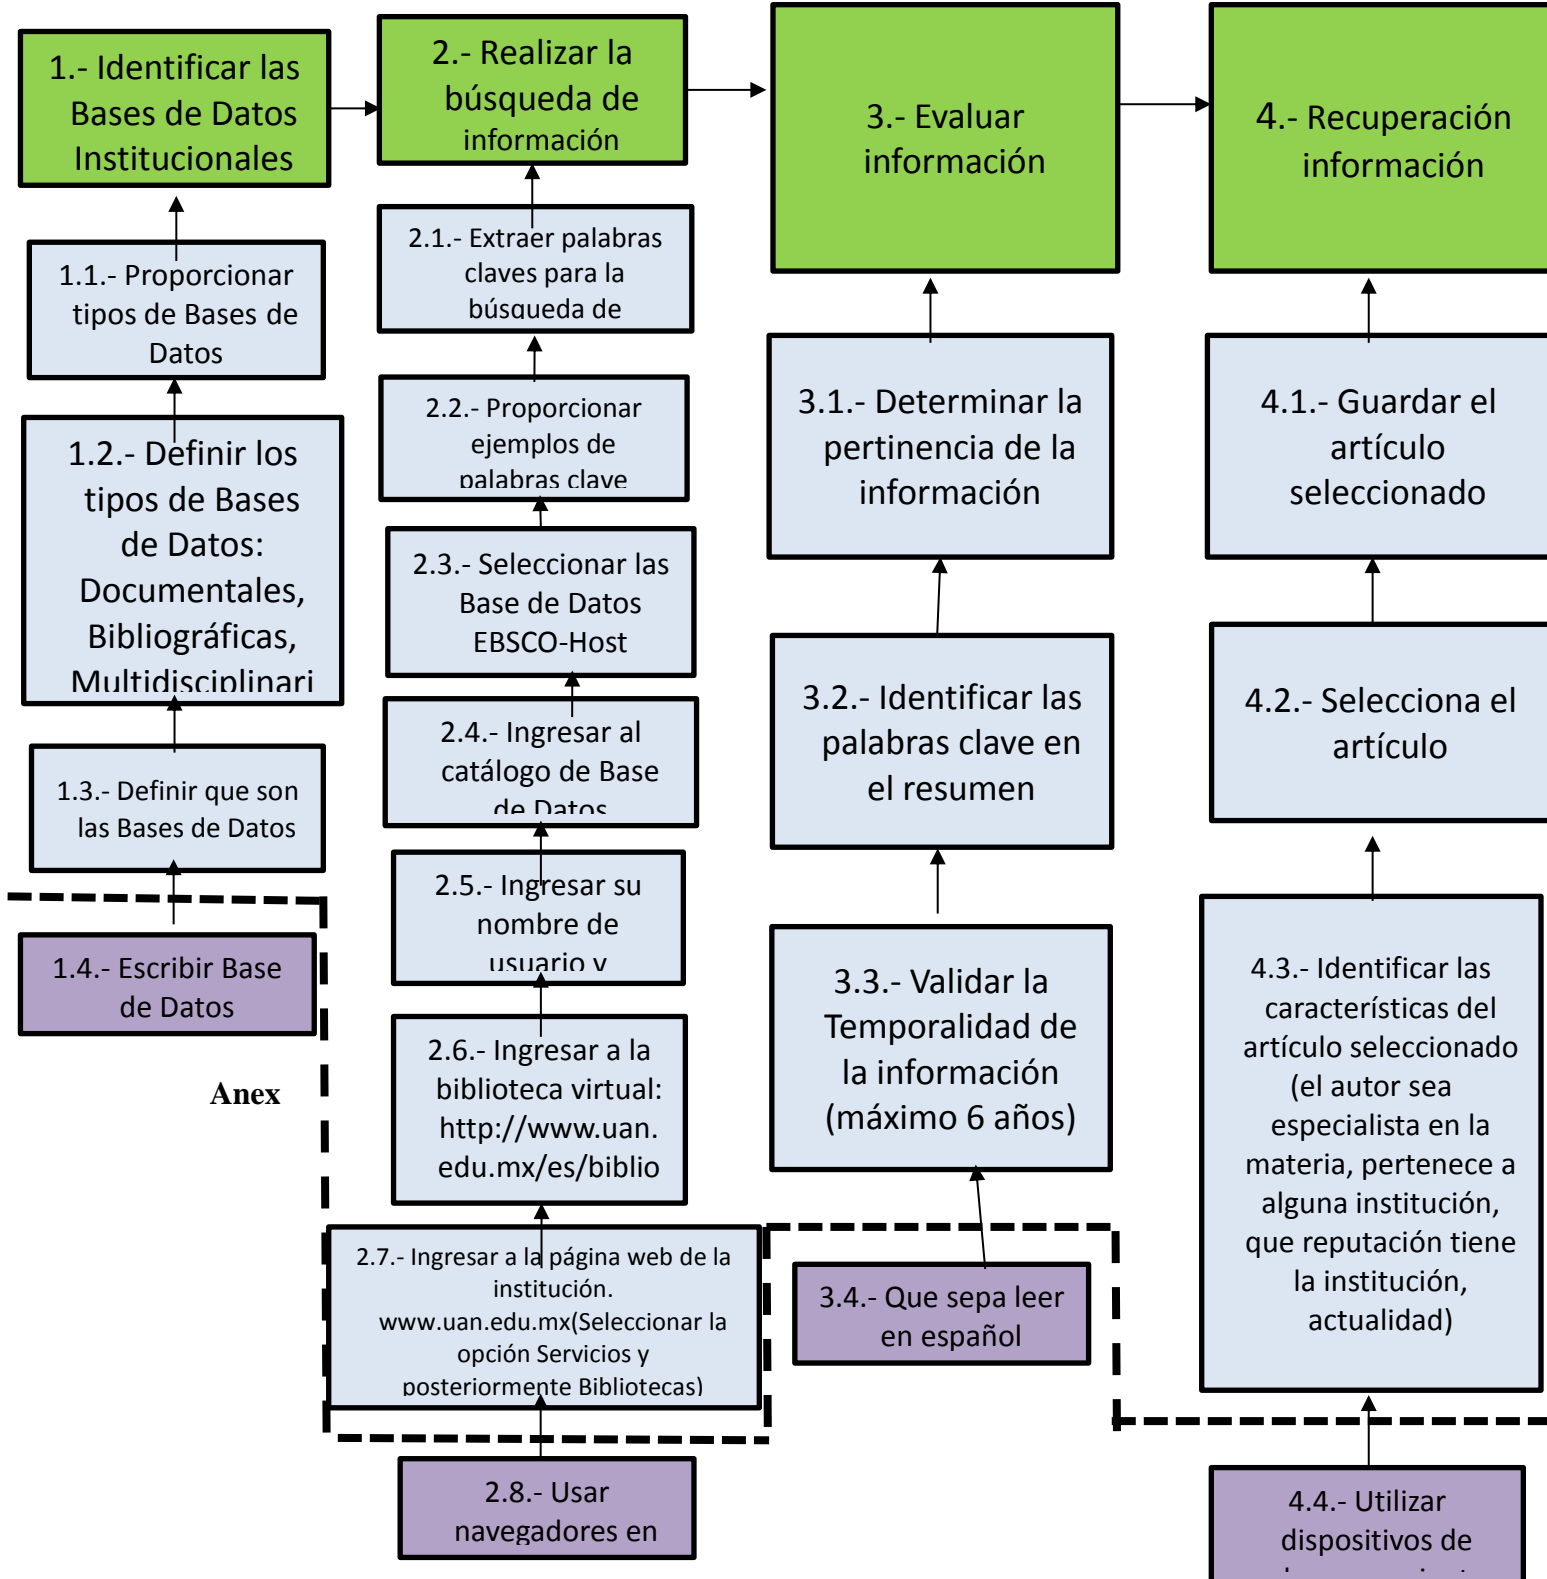 1.- Identificar las
Bases de Datos
Institucionales
1.1.- Proporcionar
tipos de Bases de
Datos
1.2.- Definir los
tipos de Bases
de Datos:
Documentales,
Bibliográficas,
Multidisciplinari
1.3.- Definir que son
las Bases de Datos
1.4.- Escribir Base
de Datos
Anex
2.- Realizar la
búsqueda de
información
2.1.- Extraer palabras
claves para la
búsqueda de
2.2.- Proporcionar
ejemplos de
palabras clave
2.3.- Seleccionar las
Base de Datos
EBSCO-Host
2.4.- Ingresar al
catálogo de Base
de Datos
2.5.- Ingresar su
nombre de
usuario y
2.6.- Ingresar a la
biblioteca virtual:
http://www.uan.
edu.mx/es/biblio
2.7.- Ingresar a la página web de la
institución.
www.uan.edu.mx(Seleccionar la
opción Servicios y
posteriormente Bibliotecas)
2.8.- Usar
navegadores en
3.- Evaluar
información
3.1.- Determinar la
pertinencia de la
información
3.2.- Identificar las
palabras clave en
el resumen
3.3.- Validar la
Temporalidad de
la información
(máximo 6 años)
3.4.- Que sepa leer
en español
4.- Recuperación
información
4.1.- Guardar el
artículo
seleccionado
4.2.- Selecciona el
artículo
4.3.- Identificar las
características del
artículo seleccionado
(el autor sea
especialista en la
materia, pertenece a
alguna institución,
que reputación tiene
la institución,
actualidad)
4.4.- Utilizar
dispositivos de